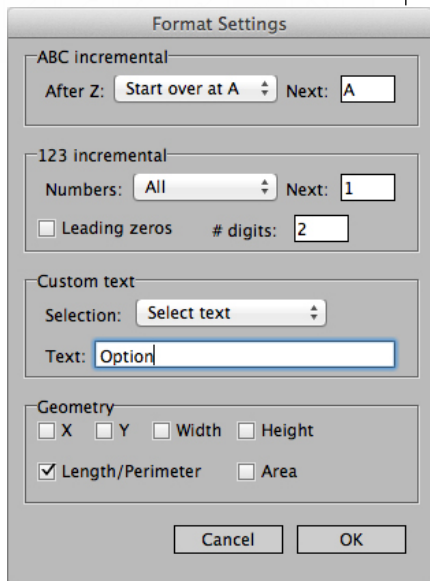 Format Settings
ABC incremental
After Z: Start over at A Next: A
123 incremental
Numbers: All Next: 1
Leading zeros # digits: 2
Custom text
Selection: Select text
Text: Option
Geometry
X Y Width Height
Length/Perimeter Area
Cancel OK